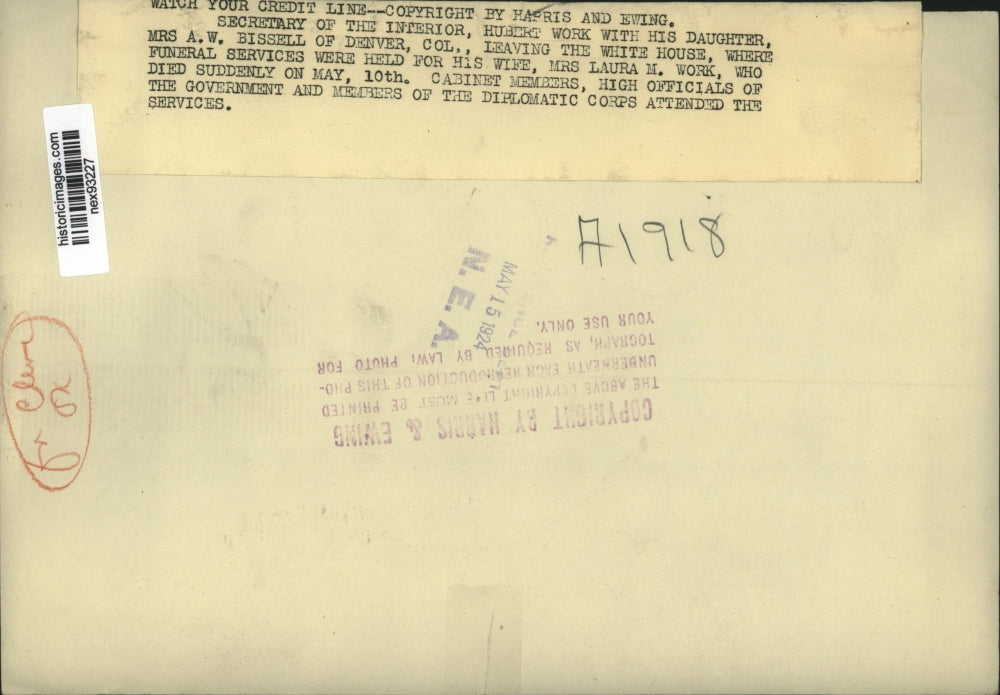 WATCH YOUR CREDIT LINE--COPYRIGHT BY HARRIS AND EWING.
SECRETARY OF THE INTERIOR, HUBERT WORK WITH HIS DAUGHTER,
MRS A.W. BISSELL OF DENVER, COL., LEAVING THE WHITE HOUSE, WHERE
FUNERAL SERVICES WERE HELD FOR HIS WIFE, MRS LAURA M. WORK, WHO
DIED SUDDENLY ON MAY, 10th. CABINET MEMBERS, HIGH OFFICIALS OF
THE GOVERNMENT AND MEMBERS OF THE DIPLOMATIC CORPS ATTENDED THE
SERVICES.
historicimages.com
nex93227
A1918
N. E. A.
MAY 15 1924
COPYRIGHT BY HARRIS & EWING
THE ABOVE COPYRIGHT LINE MUST BE PRINTED
UNDERNEATH EACH REPRODUCTION OF THIS PHO-
TOGRAPH, AS REQUIRED BY LAW. PHOTO FOR
YOUR USE ONLY.